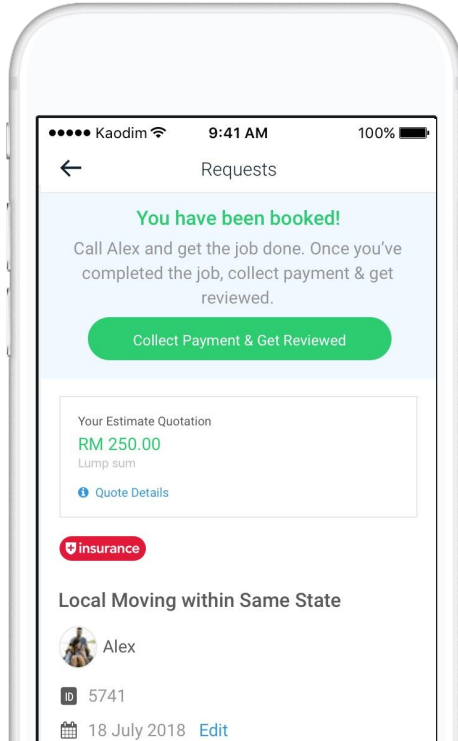 Kaodim 9:41 AM 100%
Requests
You have been booked!
Call Alex and get the job done. Once you've
completed the job, collect payment & get
reviewed.
Collect Payment & Get Reviewed
Your Estimate Quotation
RM 250.00
Lump sum
Quote Details
insurance
Local Moving within Same State
Alex
ID 5741
18 July 2018 Edit